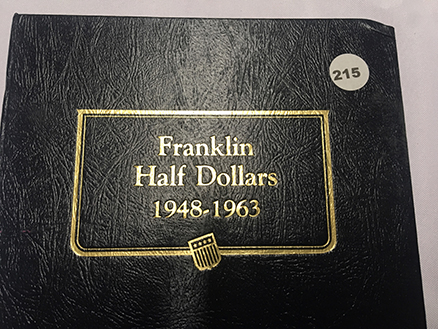 215
Franklin
Half Dollars
1948-1963